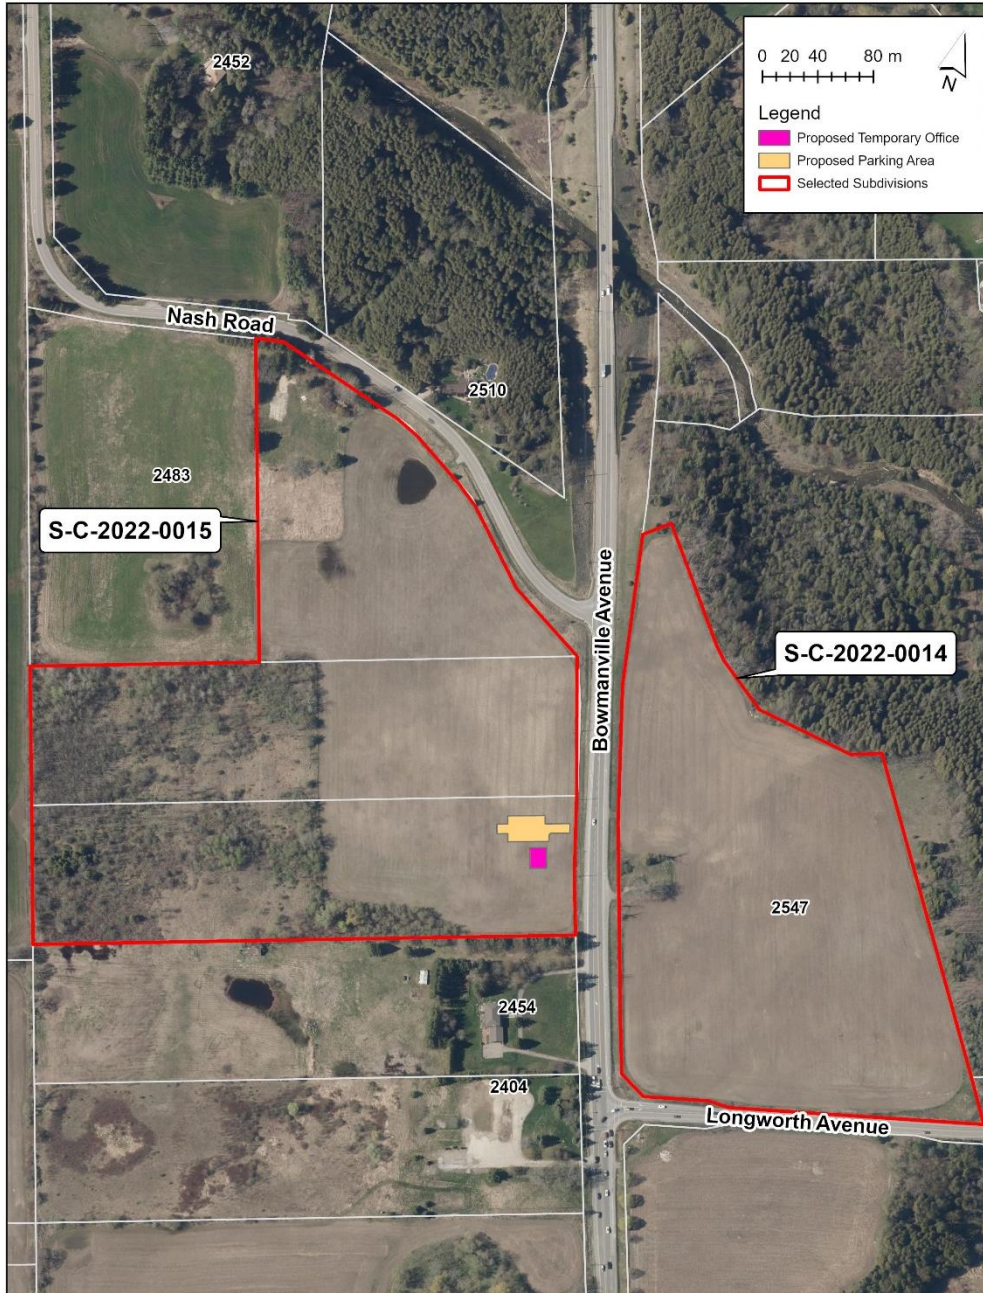 2452
0 20 40 80 m
N
Legend
Proposed Temporary Office
Proposed Parking Area
Selected Subdivisions
Nash Road
2510
2483
S-C-2022-0015
Bowmanville Avenue
S-C-2022-0014
2547
2454
2404
Longworth Avenue